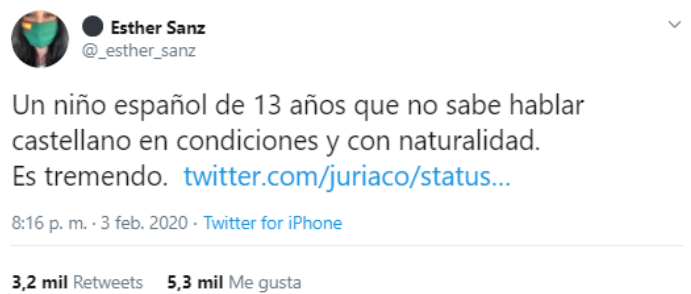 Esther Sanz
@_esther_sanz
Un niño español de 13 años que no sabe hablar
castellano en condiciones y con naturalidad.
Es tremendo. twitter.com/juriaco/status...
8:16 p. m. · 3 feb. 2020 · Twitter for iPhone
3,2 mil Retweets 5,3 mil Me gusta